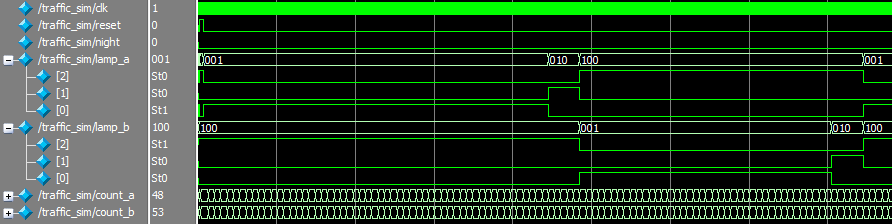 /traffic_sim/clk 1
/traffic_sim/reset 0
/traffic_sim/night 0
/traffic_sim/lamp_a 001 001 010 100 001
[2] St0
[1] St0
[0] St1
/traffic_sim/lamp_b 100 100 001 010 100
[2] St1
[1] St0
[0] St0
/traffic_sim/count_a 48
/traffic_sim/count_b 53